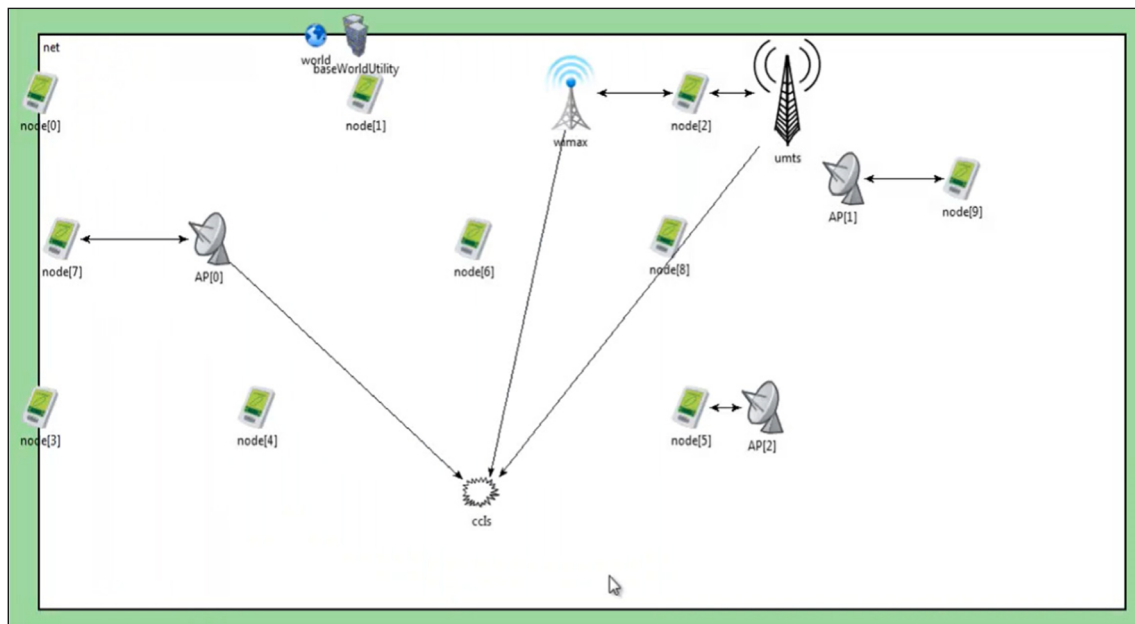 net
world
baseWorldUtility
node[0]
node[1]
wimax
node[2]
umts
AP[1]
node[9]
node[7]
AP[0]
node[6]
node[8]
node[3]
node[4]
node[5]
AP[2]
ccls